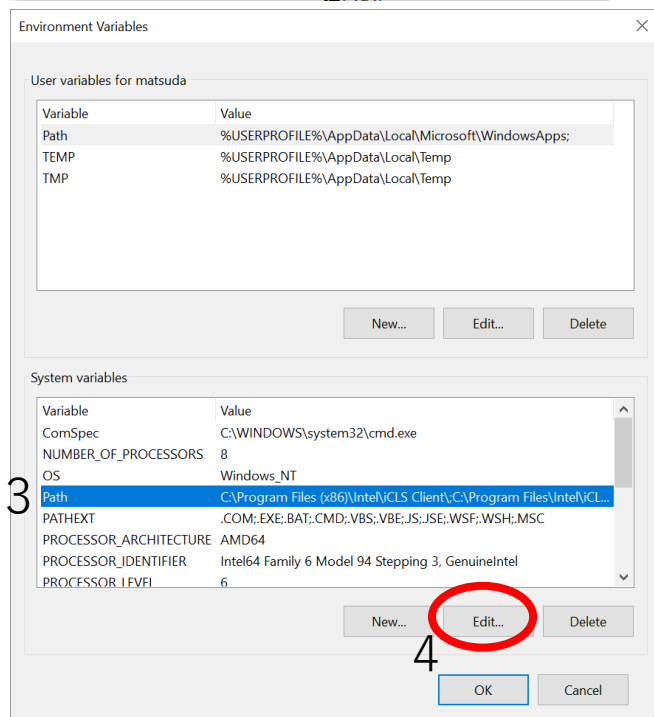 Environment Variables
User variables for matsuda
Variable Value
Path %USERPROFILE%\AppData\Local\Microsoft\WindowsApps;
TEMP %USERPROFILE%\AppData\Local\Temp
TMP %USERPROFILE%\AppData\Local\Temp
New... Edit... Delete
System variables
Variable Value
ComSpec C:\WINDOWS\system32\cmd.exe
NUMBER_OF_PROCESSORS 8
OS Windows_NT
3 Path C:\Program Files (x86)\Intel\iCLS Client\;C:\Program Files\Intel\iCL...
PATHEXT .COM;.EXE;.BAT;.CMD;.VBS;.VBE;.JS;.JSE;.WSF;.WSH;.MSC
PROCESSOR_ARCHITECTURE AMD64
PROCESSOR_IDENTIFIER Intel64 Family 6 Model 94 Stepping 3, GenuineIntel
PROCESSOR_LEVEL 6
New... Edit... Delete
4
OK Cancel